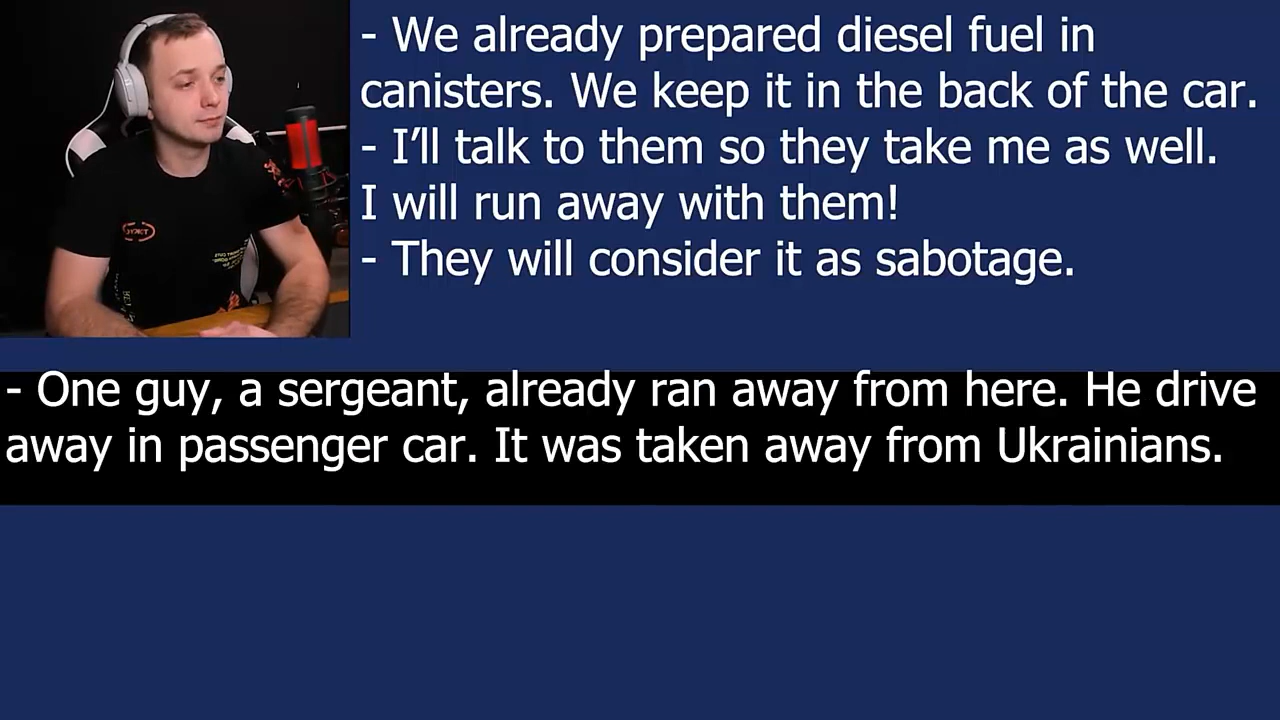 - We already prepared diesel fuel in
canisters. We keep it in the back of the car.
- I’ll talk to them so they take me as well.
I will run away with them!
- They will consider it as sabotage.
- One guy, a sergeant, already ran away from here. He drive
away in passenger car. It was taken away from Ukrainians.